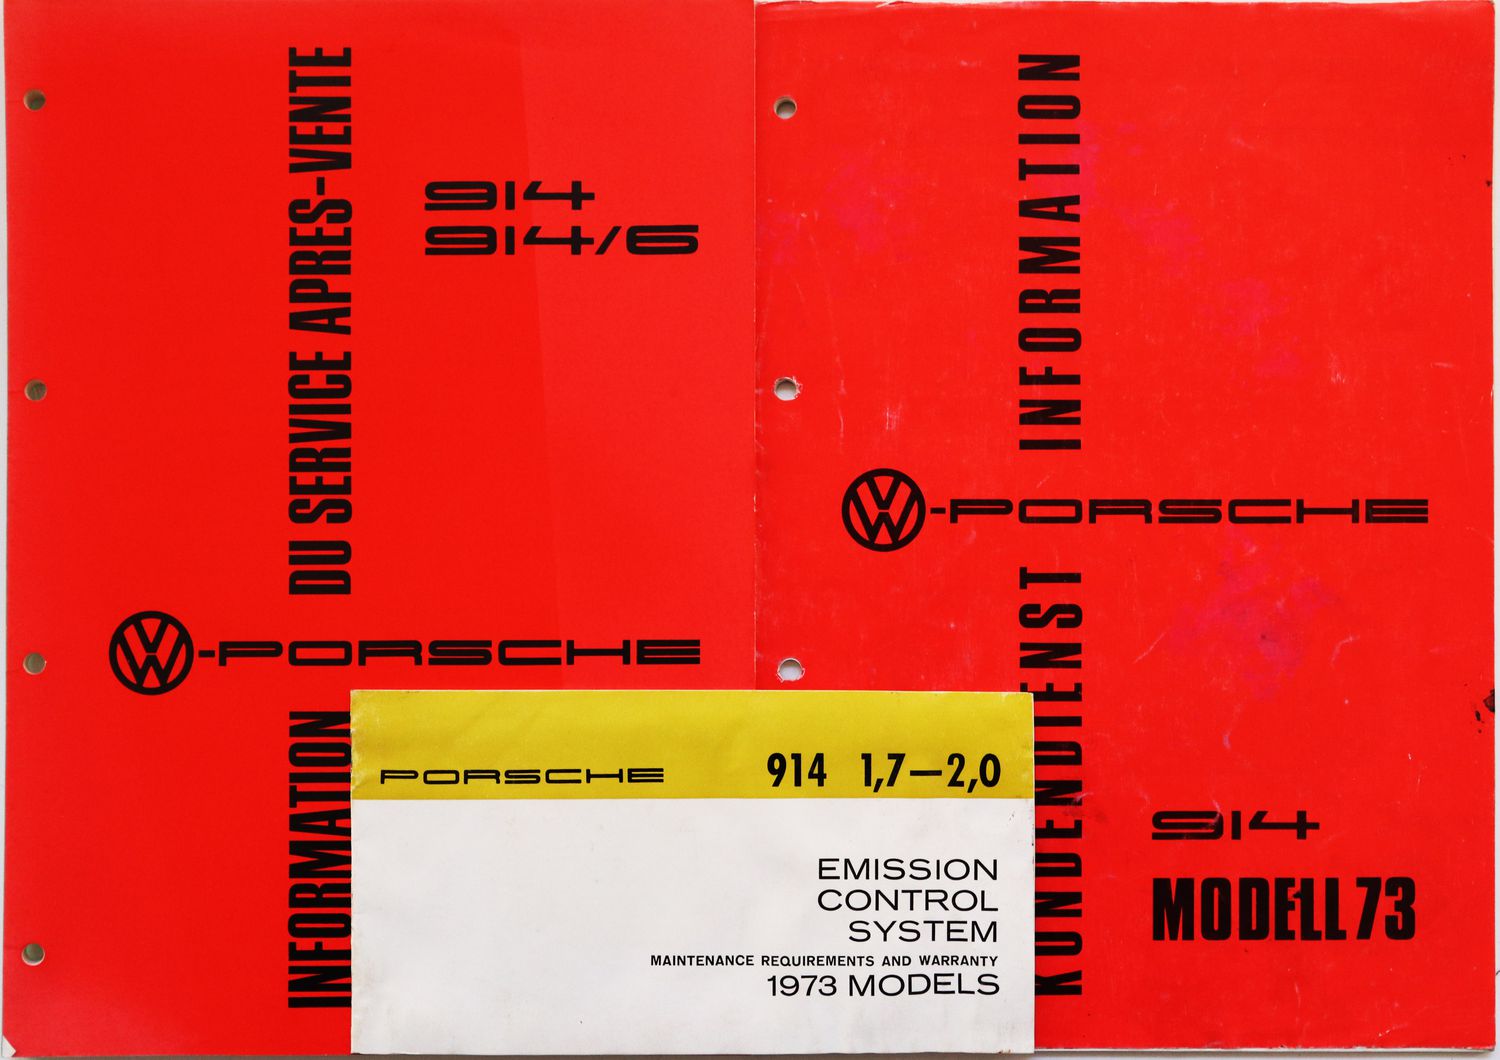 INFORMATION DU SERVICE APRES-VENTE
914
914/6
VW-PORSCHE
KUNDENDIENST INFORMATION
VW-PORSCHE
914
MODELL 73
PORSCHE 914 1,7—2,0
EMISSION
CONTROL
SYSTEM
MAINTENANCE REQUIREMENTS AND WARRANTY
1973 MODELS